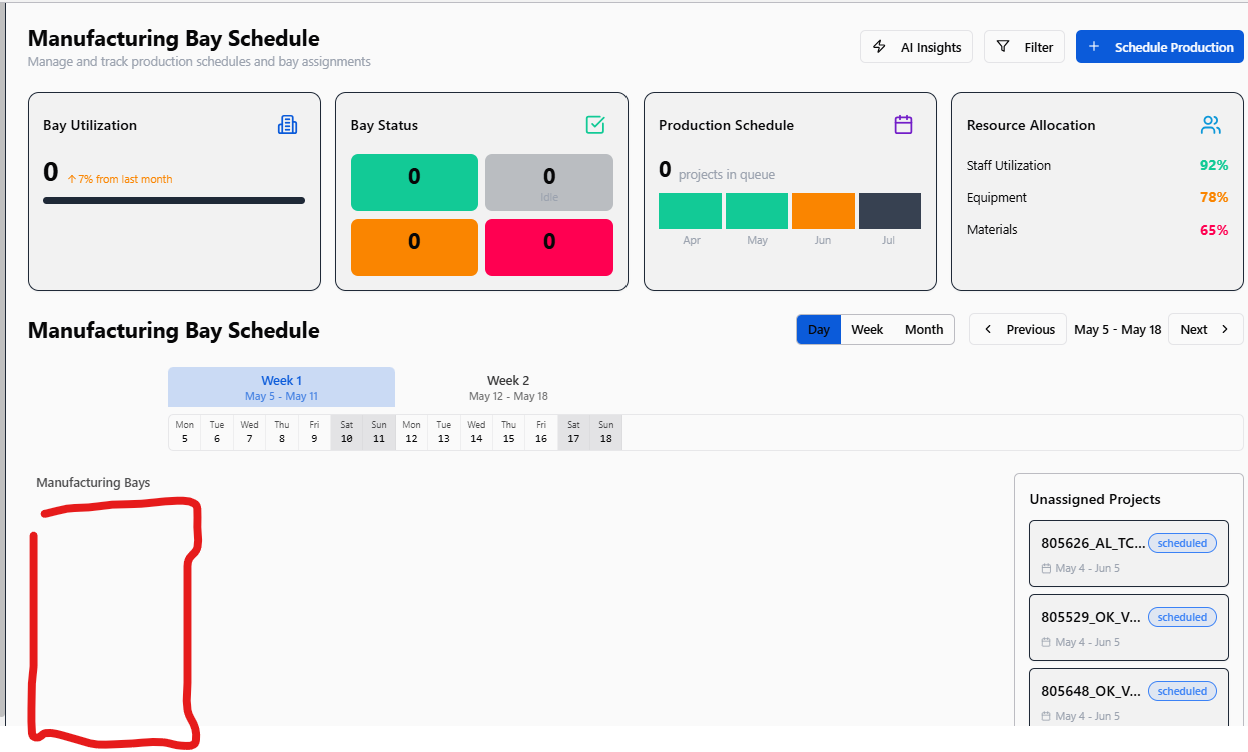 Manufacturing Bay Schedule
Manage and track production schedules and bay assignments
AI Insights
Filter
+ Schedule Production
Bay Utilization
0 ↑ 7% from last month
Bay Status
0
0
Idle
0
0
Production Schedule
0 projects in queue
Apr May Jun Jul
Resource Allocation
Staff Utilization 92%
Equipment 78%
Materials 65%
Manufacturing Bay Schedule
Day Week Month
< Previous May 5 - May 18 Next >
Week 1 Week 2
May 5 - May 11 May 12 - May 18
Mon Tue Wed Thu Fri Sat Sun Mon Tue Wed Thu Fri Sat Sun
5 6 7 8 9 10 11 12 13 14 15 16 17 18
Manufacturing Bays
Unassigned Projects
805626_AL_TC... scheduled
May 4 - Jun 5
805529_OK_V... scheduled
May 4 - Jun 5
805648_OK_V... scheduled
May 4 - Jun 5